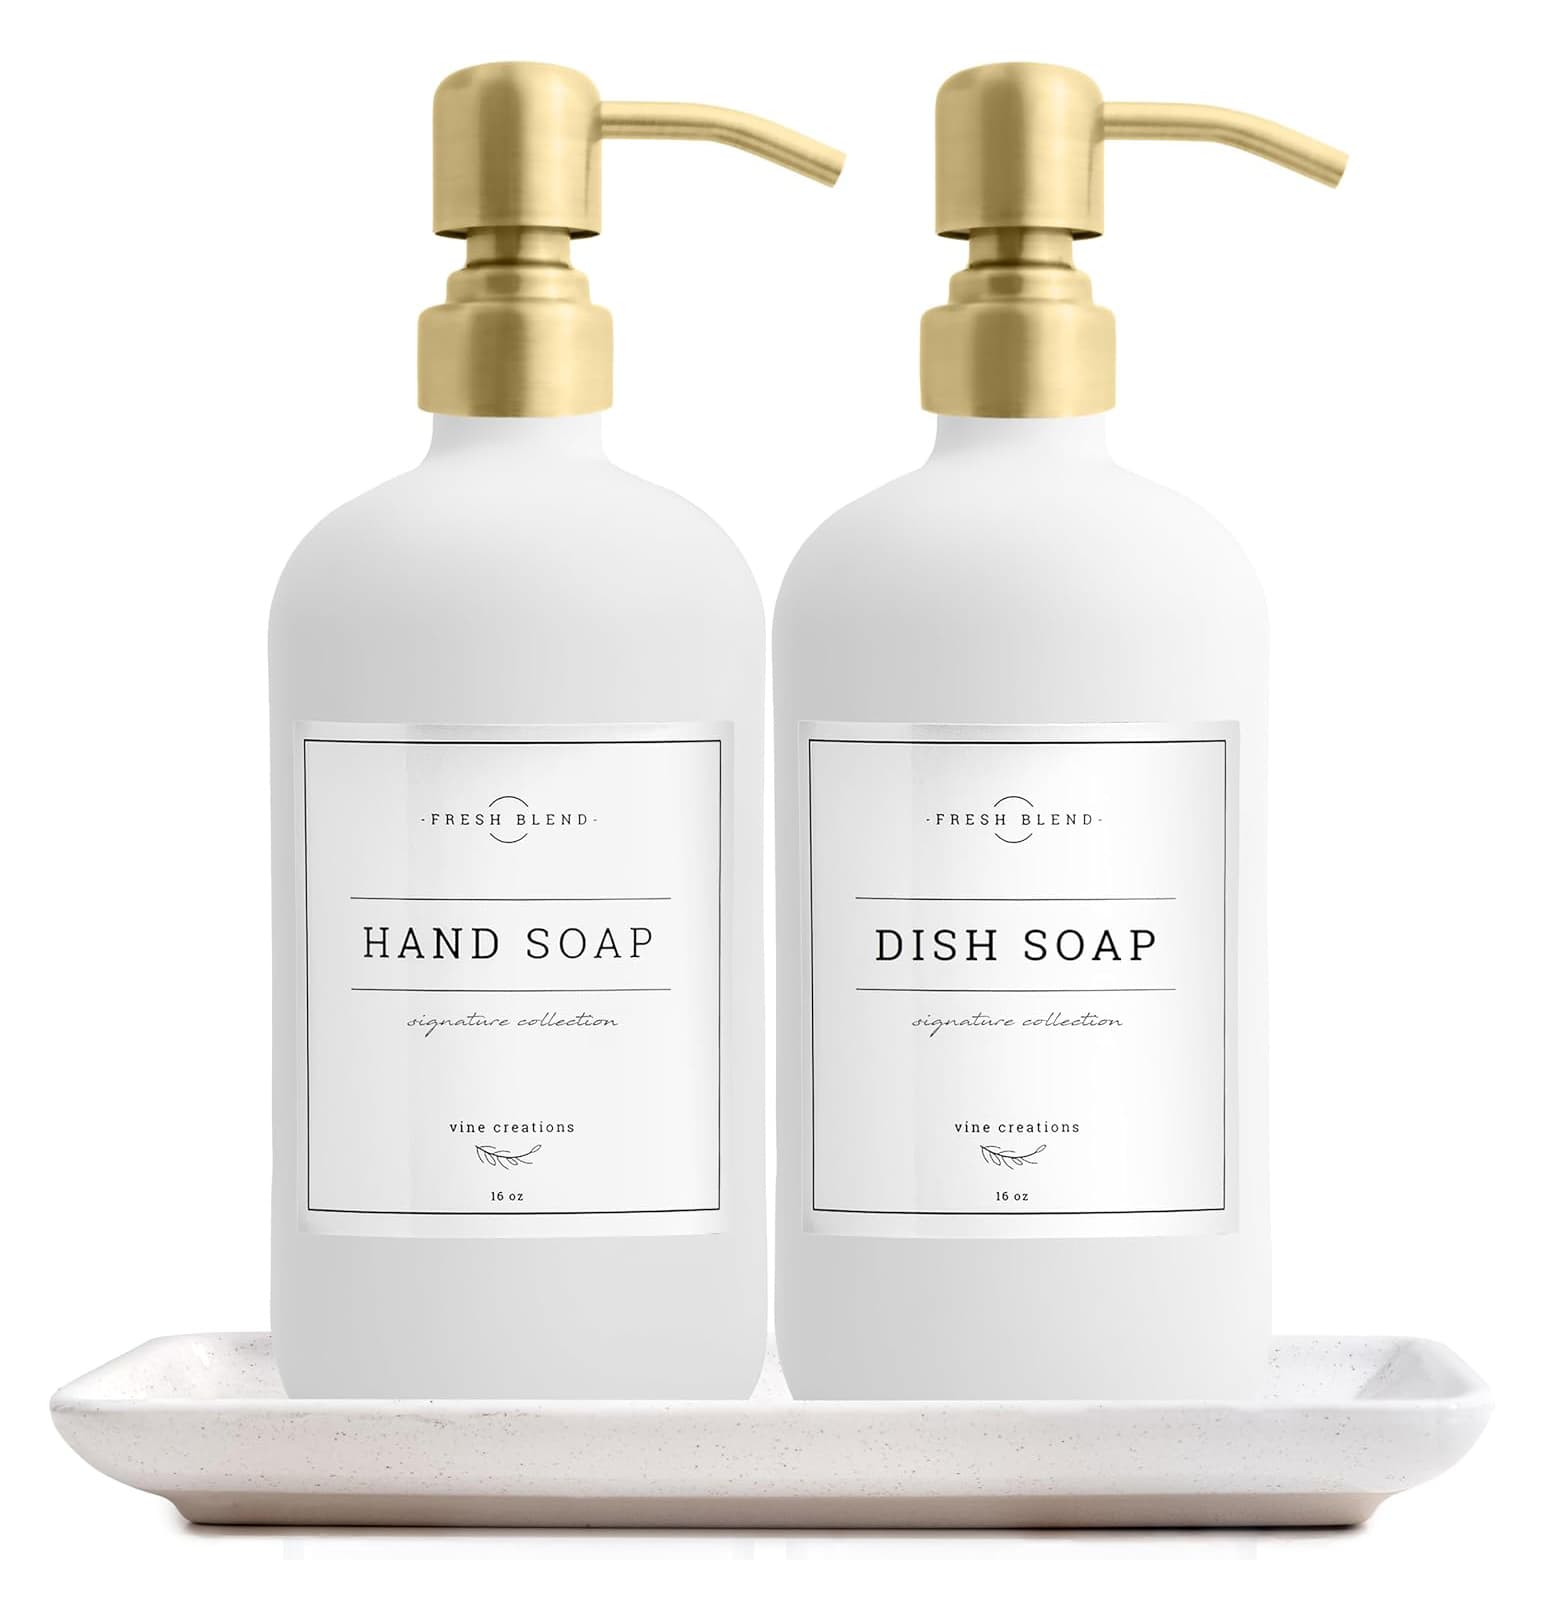 -FRESH BLEND-
HAND SOAP
signature collection
vine creations
16 oz
-FRESH BLEND-
DISH SOAP
signature collection
vine creations
16 oz